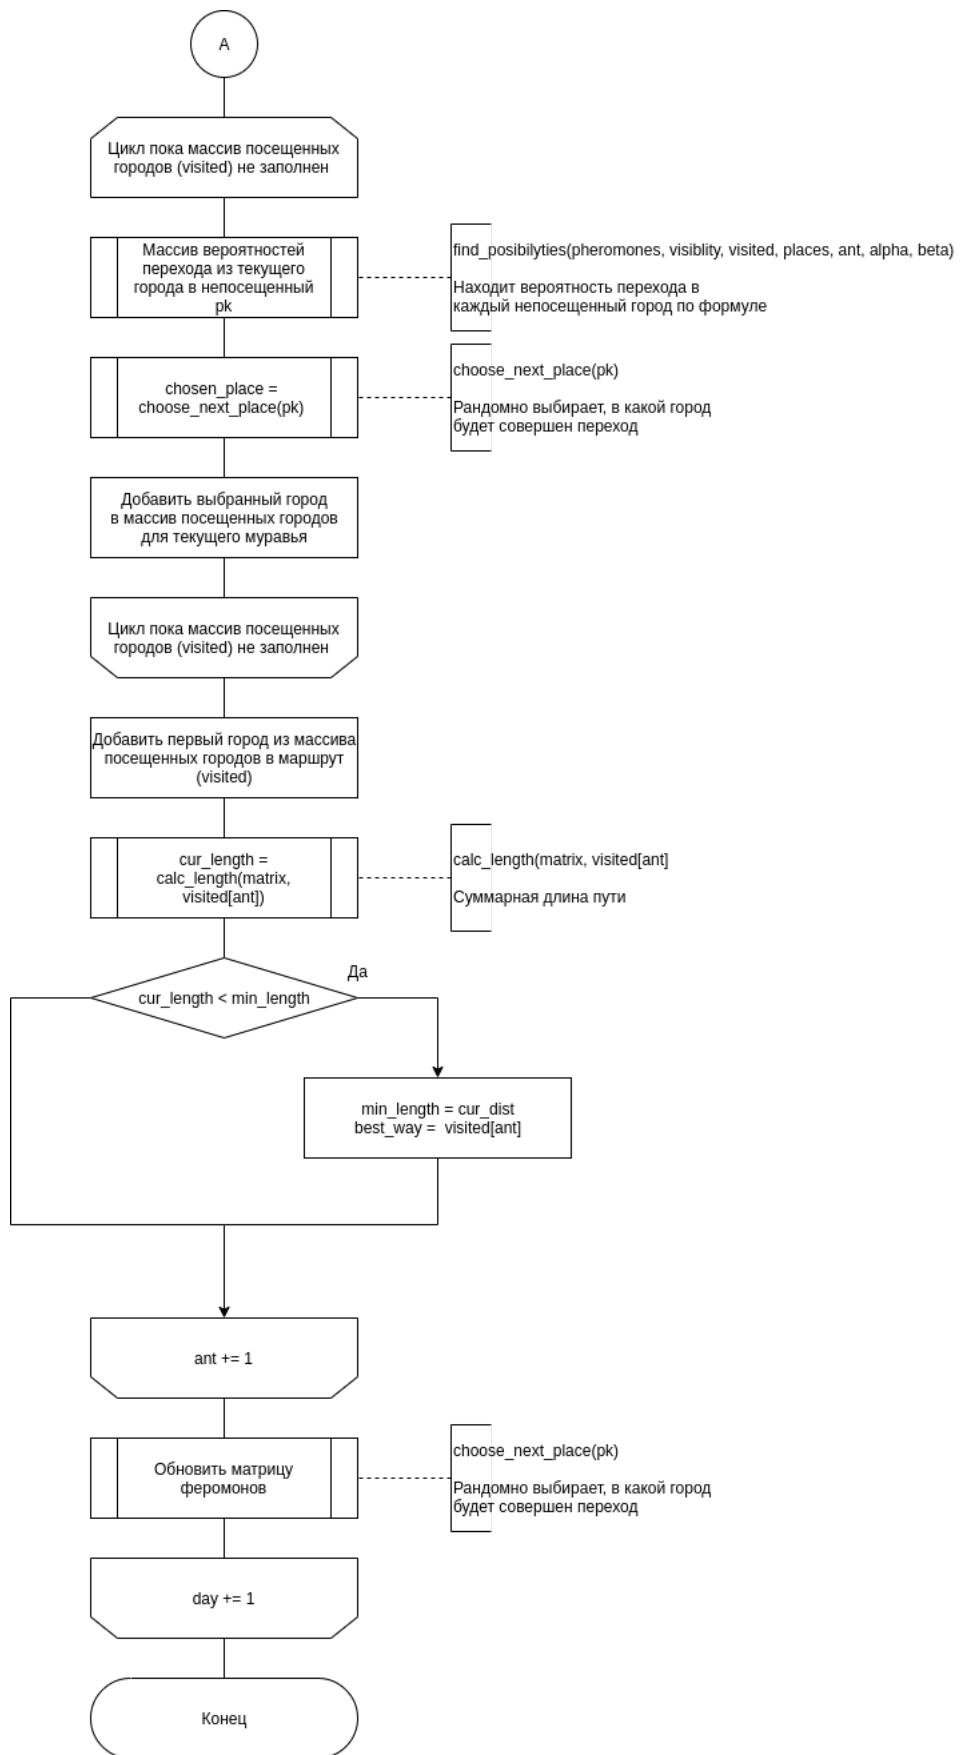 A
Цикл пока массив посещенных
городов (visited) не заполнен
Массив вероятностей
перехода из текущего
города в непосещенный
pk
find_posibilyties(pheromones, visiblity, visited, places, ant, alpha, beta)
Находит вероятность перехода в
каждый непосещенный город по формуле
chosen_place =
choose_next_place(pk)
choose_next_place(pk)
Рандомно выбирает, в какой город
будет совершен переход
Добавить выбранный город
в массив посещенных городов
для текущего муравья
Цикл пока массив посещенных
городов (visited) не заполнен
Добавить первый город из массива
посещенных городов в маршрут
(visited)
cur_length =
calc_length(matrix,
visited[ant])
calc_length(matrix, visited[ant]
Суммарная длина пути
Да
cur_length < min_length
min_length = cur_dist
best_way = visited[ant]
ant += 1
Обновить матрицу
феромонов
choose_next_place(pk)
Рандомно выбирает, в какой город
будет совершен переход
day += 1
Конец